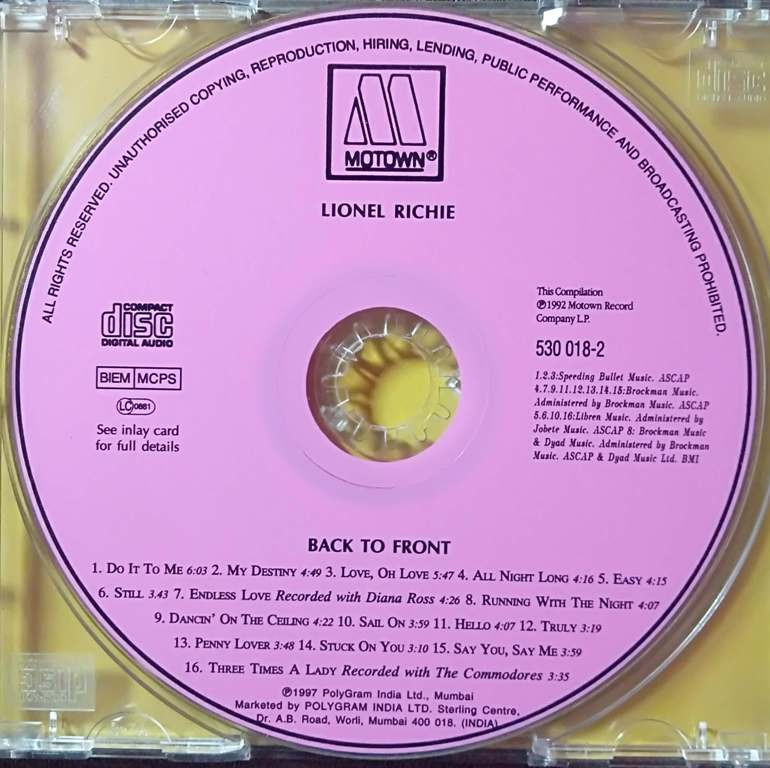 ALL RIGHTS RESERVED. UNAUTHORISED COPYING, REPRODUCTION, HIRING, LENDING, PUBLIC PERFORMANCE AND BROADCASTING PROHIBITED.
MOTOWN®
LIONEL RICHIE
COMPACT
disc
DIGITAL AUDIO
BIEM MCPS
LC 0881
See inlay card
for full details
This Compilation
℗1992 Motown Record
Company L.P.
530 018-2
1.2.3:Speeding Bullet Music. ASCAP
4.7.9.11.12.13.14.15:Brockman Music.
Administered by Brockman Music. ASCAP
5.6.10.16:Libren Music. Administered by
Jobete Music. ASCAP 8: Brockman Music
& Dyad Music. Administered by Brockman
Music. ASCAP & Dyad Music Ltd. BMI
BACK TO FRONT
1. DO IT TO ME 6:03 2. MY DESTINY 4:49 3. LOVE, OH LOVE 5:47 4. ALL NIGHT LONG 4:16 5. EASY 4:15
6. STILL 3.43 7. ENDLESS LOVE Recorded with Diana Ross 4:26 8. RUNNING WITH THE NIGHT 4:07
9. DANCIN' ON THE CEILING 4:22 10. SAIL ON 3:59 11. HELLO 4:07 12. TRULY 3:19
13. PENNY LOVER 3:48 14. STUCK ON YOU 3:10 15. SAY YOU, SAY ME 3:59
16. THREE TIMES A LADY Recorded with The Commodores 3:35
℗1997 PolyGram India Ltd., Mumbai
Marketed by POLYGRAM INDIA LTD. Sterling Centre,
Dr. A.B. Road, Worli, Mumbai 400 018. (INDIA)
disc